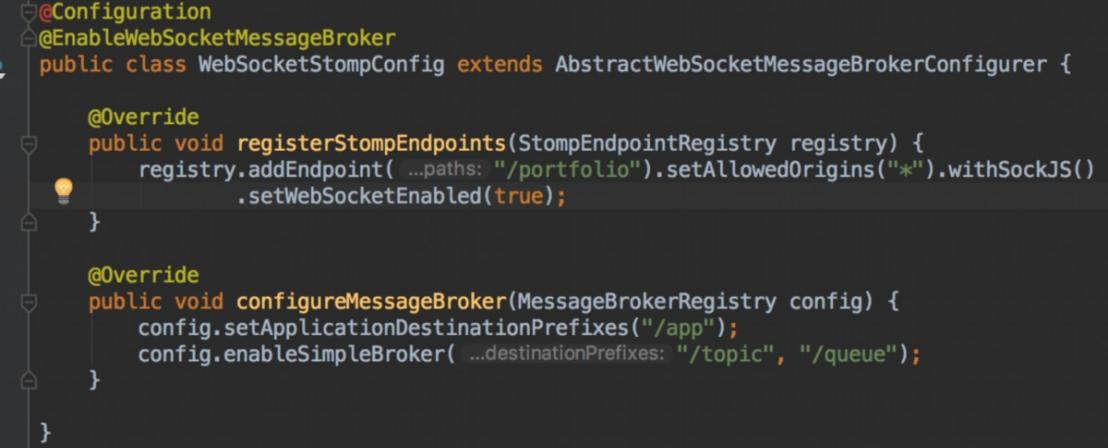 @Configuration
@EnableWebSocketMessageBroker
public class WebSocketStompConfig extends AbstractWebSocketMessageBrokerConfigurer {
@Override
public void registerStompEndpoints(StompEndpointRegistry registry) {
registry.addEndpoint( ...paths: "/portfolio").setAllowedOrigins("*").withSockJS()
.setWebSocketEnabled(true);
}
@Override
public void configureMessageBroker(MessageBrokerRegistry config) {
config.setApplicationDestinationPrefixes("/app");
config.enableSimpleBroker( ...destinationPrefixes: "/topic", "/queue");
}
}